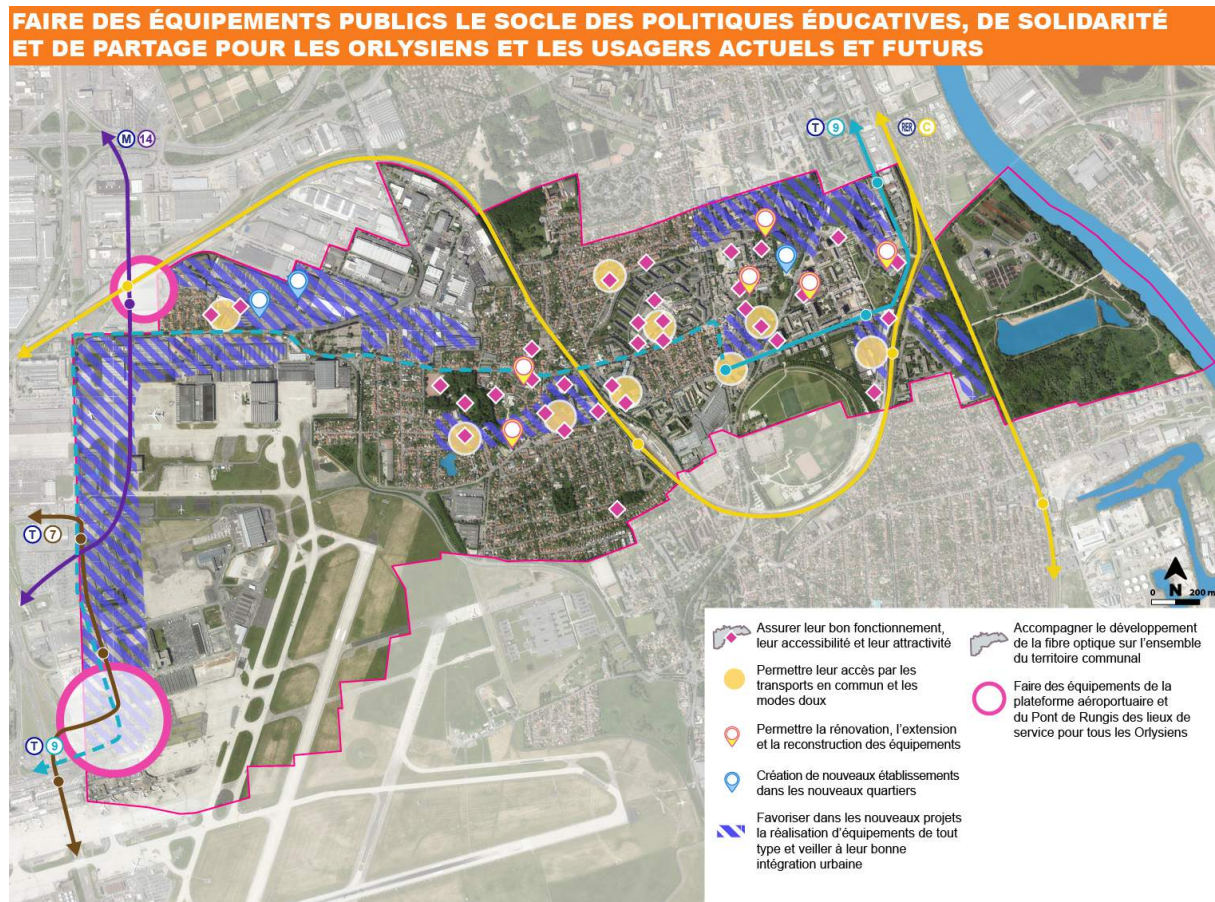 FAIRE DES ÉQUIPEMENTS PUBLICS LE SOCLE DES POLITIQUES ÉDUCATIVES, DE SOLIDARITÉ
ET DE PARTAGE POUR LES ORLYSIENS ET LES USAGERS ACTUELS ET FUTURS
M 14
T 9
RER C
T 7
T 9
N
0 200 m
Assurer leur bon fonctionnement,
leur accessibilité et leur attractivité
Permettre leur accès par les
transports en commun et les
modes doux
Permettre la rénovation, l'extension
et la reconstruction des équipements
Création de nouveaux établissements
dans les nouveaux quartiers
Favoriser dans les nouveaux projets
la réalisation d'équipements de tout
type et veiller à leur bonne
intégration urbaine
Accompagner le développement
de la fibre optique sur l'ensemble
du territoire communal
Faire des équipements de la
plateforme aéroportuaire et
du Pont de Rungis des lieux de
service pour tous les Orlysiens